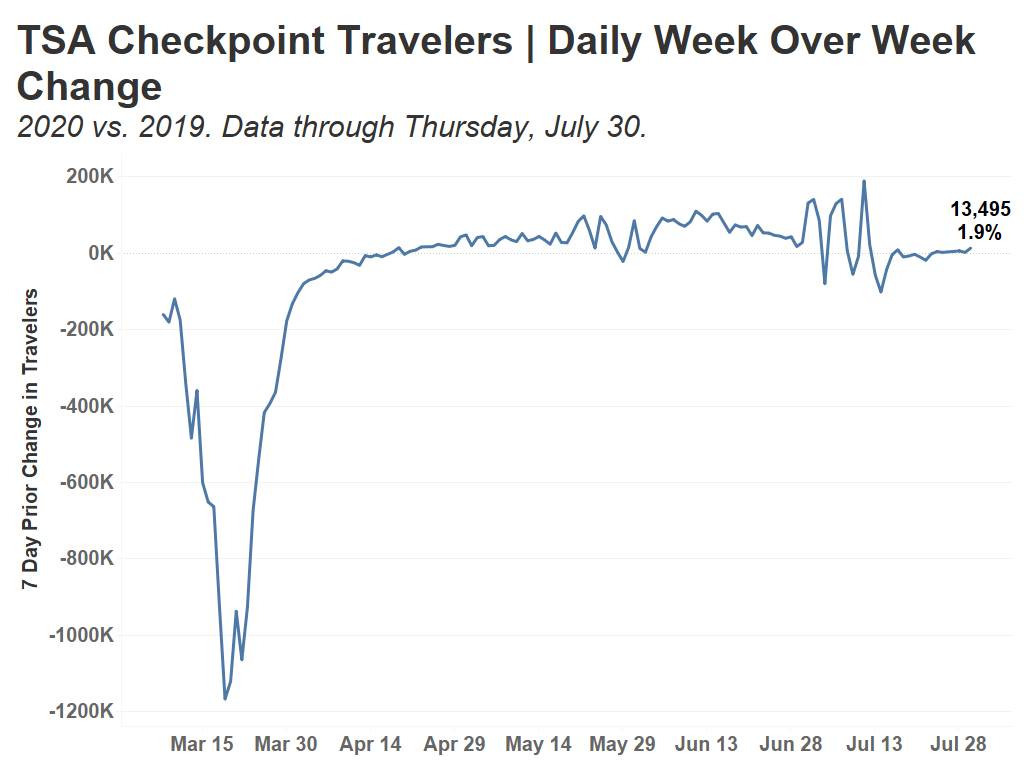 TSA Checkpoint Travelers | Daily Week Over Week
Change
2020 vs. 2019. Data through Thursday, July 30.
200K
0K
-200K
-400K
-600K
-800K
-1000K
-1200K
7 Day Prior Change in Travelers
13,495
1.9%
Mar 15 Mar 30 Apr 14 Apr 29 May 14 May 29 Jun 13 Jun 28 Jul 13 Jul 28